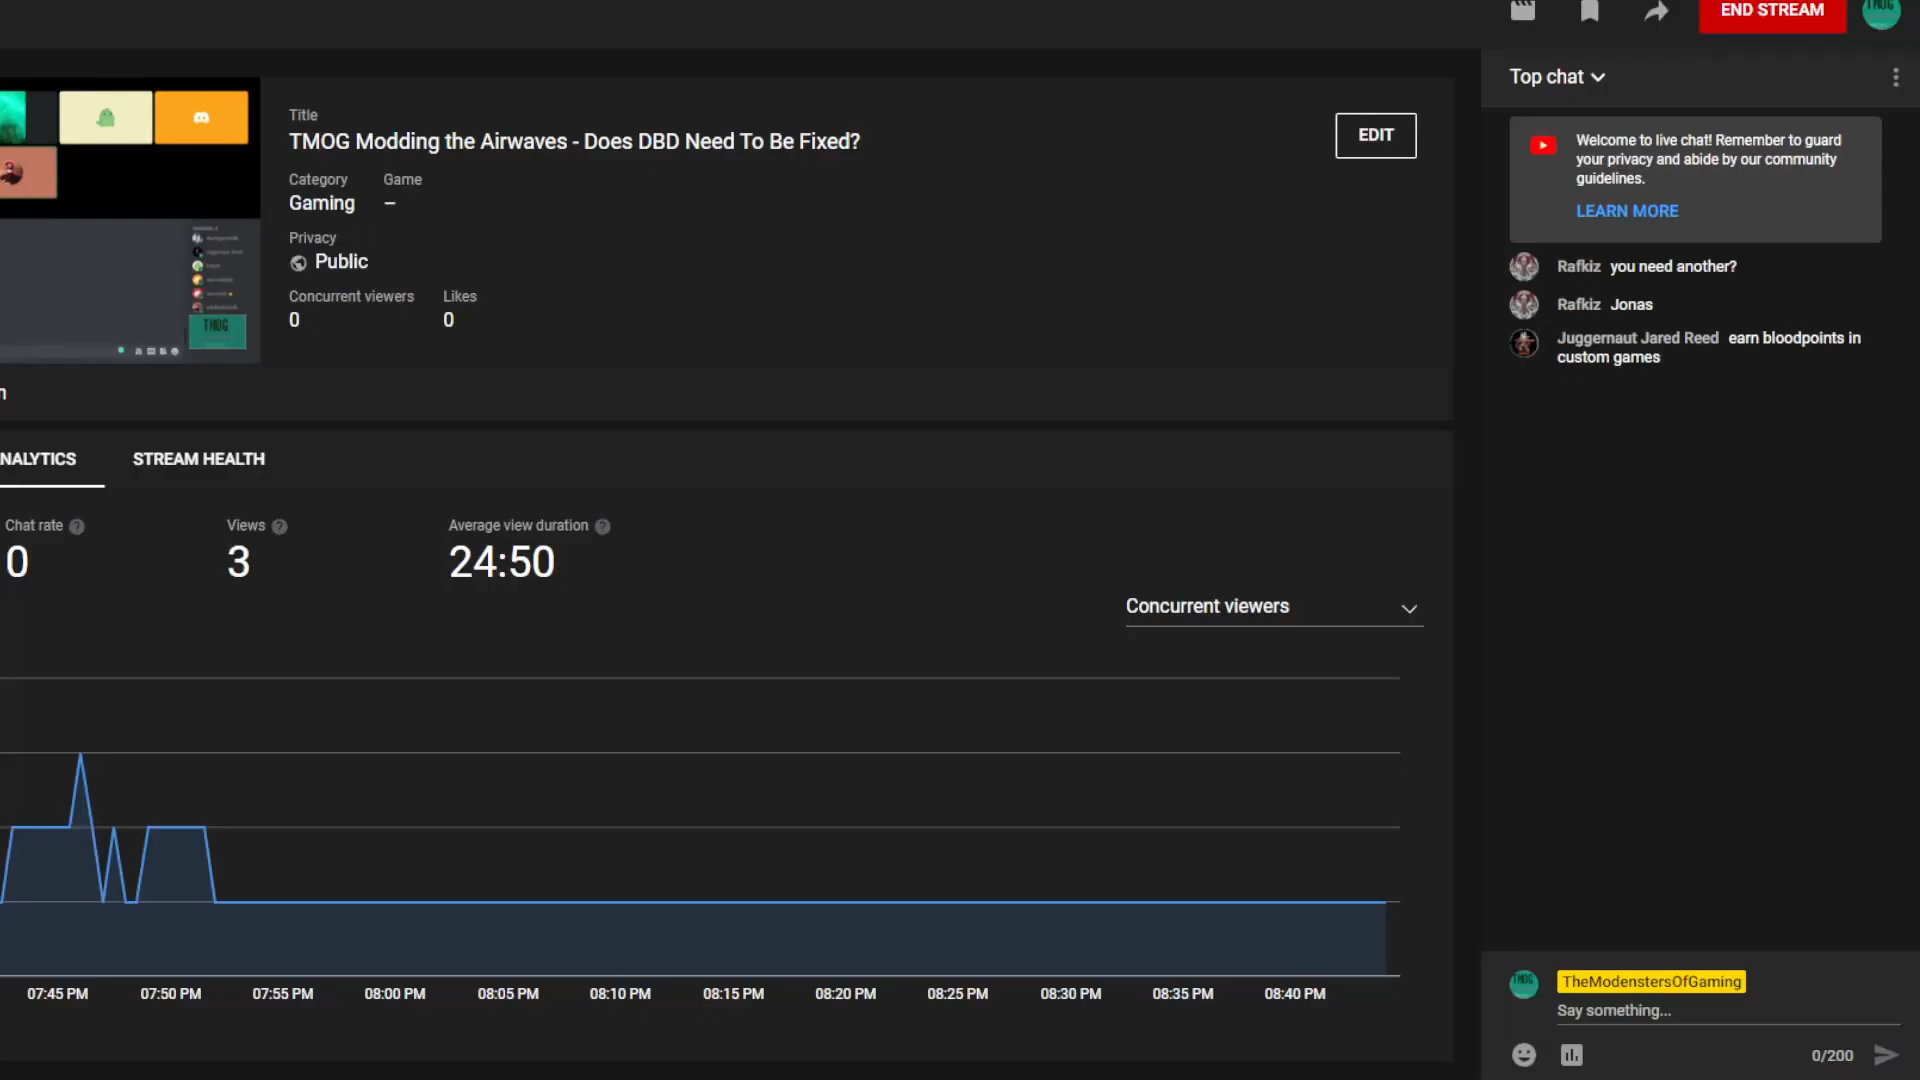 END STREAM
TMOG
Top chat
Title
TMOG Modding the Airwaves - Does DBD Need To Be Fixed?
EDIT
Category
Game
Gaming
–
Privacy
Public
Concurrent viewers
Likes
0
0
Welcome to live chat! Remember to guard
your privacy and abide by our community
guidelines.
LEARN MORE
Rafkiz you need another?
Rafkiz Jonas
Juggernaut Jared Reed earn bloodpoints in
custom games
TMOG
n
NALYTICS
STREAM HEALTH
Chat rate ?
Views ?
Average view duration ?
0
3
24:50
Concurrent viewers
07:45 PM
07:50 PM
07:55 PM
08:00 PM
08:05 PM
08:10 PM
08:15 PM
08:20 PM
08:25 PM
08:30 PM
08:35 PM
08:40 PM
TMOG
TheModenstersOfGaming
Say something...
0/200